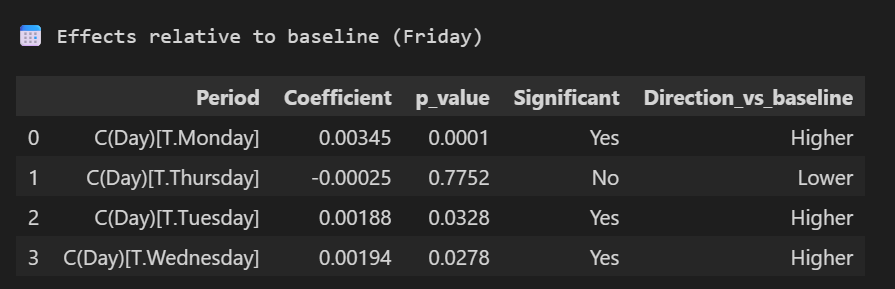 Effects relative to baseline (Friday)
Period Coefficient p_value Significant Direction_vs_baseline
0 C(Day)[T.Monday] 0.00345 0.0001 Yes Higher
1 C(Day)[T.Thursday] -0.00025 0.7752 No Lower
2 C(Day)[T.Tuesday] 0.00188 0.0328 Yes Higher
3 C(Day)[T.Wednesday] 0.00194 0.0278 Yes Higher